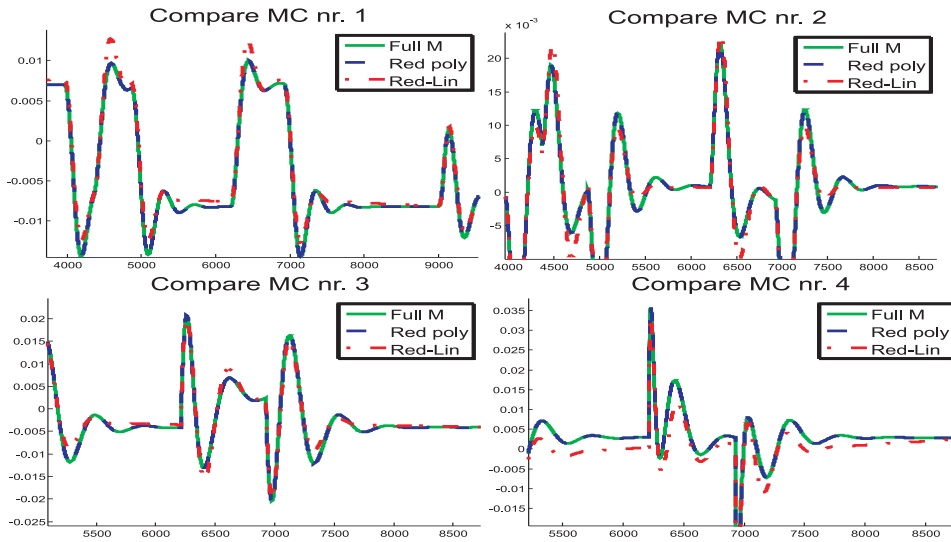 Compare MC nr. 1
Full M
Red poly
Red-Lin
0.01
0.005
0
-0.005
-0.01
4000 5000 6000 7000 8000 9000
Compare MC nr. 2
x 10⁻³
Full M
Red poly
Red-Lin
20
15
10
5
0
-5
4000 4500 5000 5500 6000 6500 7000 7500 8000 8500
Compare MC nr. 3
Full M
Red poly
Red-Lin
0.02
0.015
0.01
0.005
0
-0.005
-0.01
-0.015
-0.02
-0.025
5500 6000 6500 7000 7500 8000 8500
Compare MC nr. 4
Full M
Red poly
Red-Lin
0.035
0.03
0.025
0.02
0.015
0.01
0.005
0
-0.005
-0.01
-0.015
5500 6000 6500 7000 7500 8000 8500